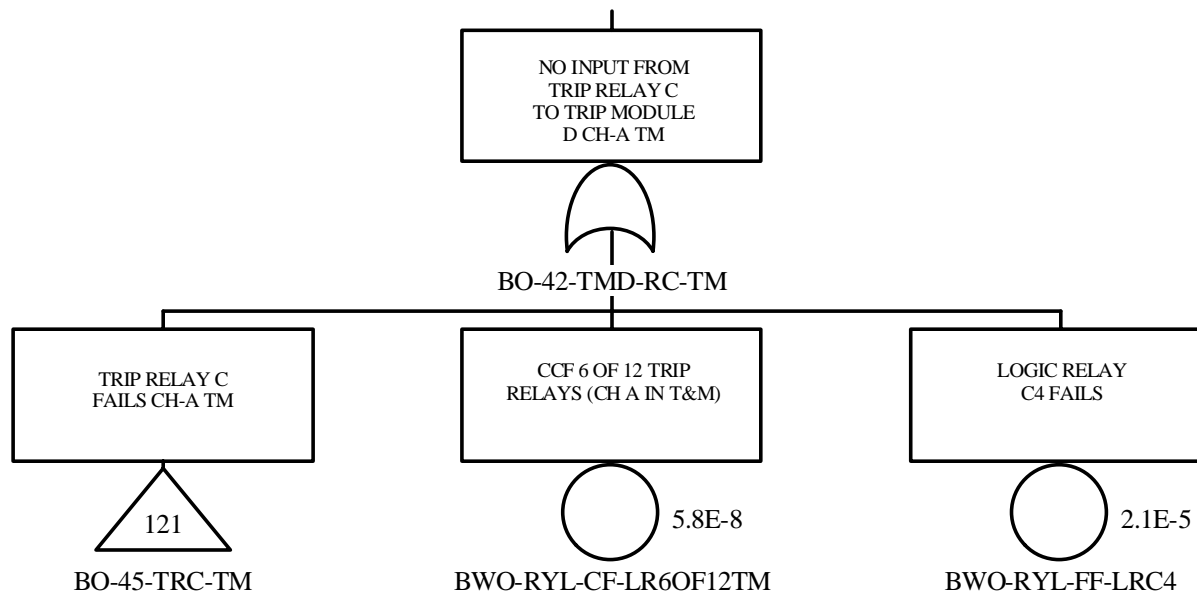 NO INPUT FROM
TRIP RELAY C
TO TRIP MODULE
D CH-A TM
BO-42-TMD-RC-TM
TRIP RELAY C
FAILS CH-A TM
CCF 6 OF 12 TRIP
RELAYS (CH A IN T&M)
LOGIC RELAY
C4 FAILS
121
5.8E-8
2.1E-5
BO-45-TRC-TM
BWO-RYL-CF-LR6OF12TM
BWO-RYL-FF-LRC4